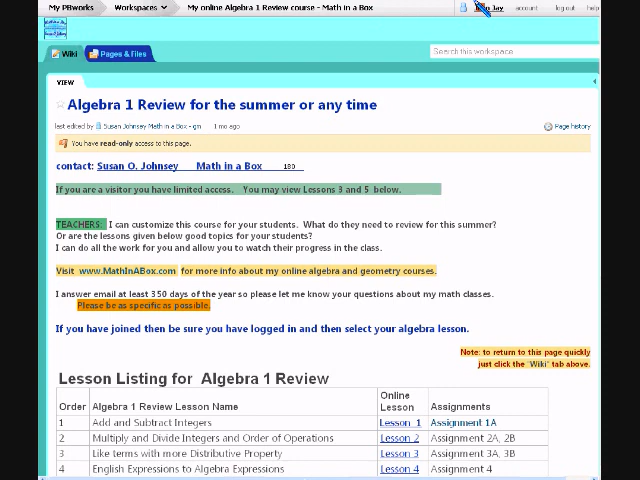 My PBworks Workspaces My online Algebra 1 Review course - Math in a Box Jay account log out help
Wiki Pages & files Search this workspace
VIEW
Algebra 1 Review for the summer or any time
last edited by Susan Johnsey Math in a Box - gm 1 mo ago Page history
You have read-only access to this page.
contact: Susan O. Johnsey Math in a Box 180
If you are a visitor you have limited access. You may view Lessons 3 and 5 below.
TEACHERS: I can customize this course for your students. What do they need to review for this summer?
Or are the lessons given below good topics for your students?
I can do all the work for you and allow you to watch their progress in the class.
Visit www.MathInABox.com for more info about my online algebra and geometry courses.
I answer email at least 350 days of the year so please let me know your questions about my math classes.
Please be as specific as possible.
If you have joined then be sure you have logged in and then select your algebra lesson.
Note: to return to this page quickly
just click the "Wiki" tab above.
Lesson Listing for Algebra 1 Review
Order Algebra 1 Review Lesson Name Online Lesson Assignments
1 Add and Subtract Integers Lesson 1 Assignment 1A
2 Multiply and Divide Integers and Order of Operations Lesson 2 Assignment 2A, 2B
3 Like terms with more Distributive Property Lesson 3 Assignment 3A, 3B
4 English Expressions to Algebra Expressions Lesson 4 Assignment 4